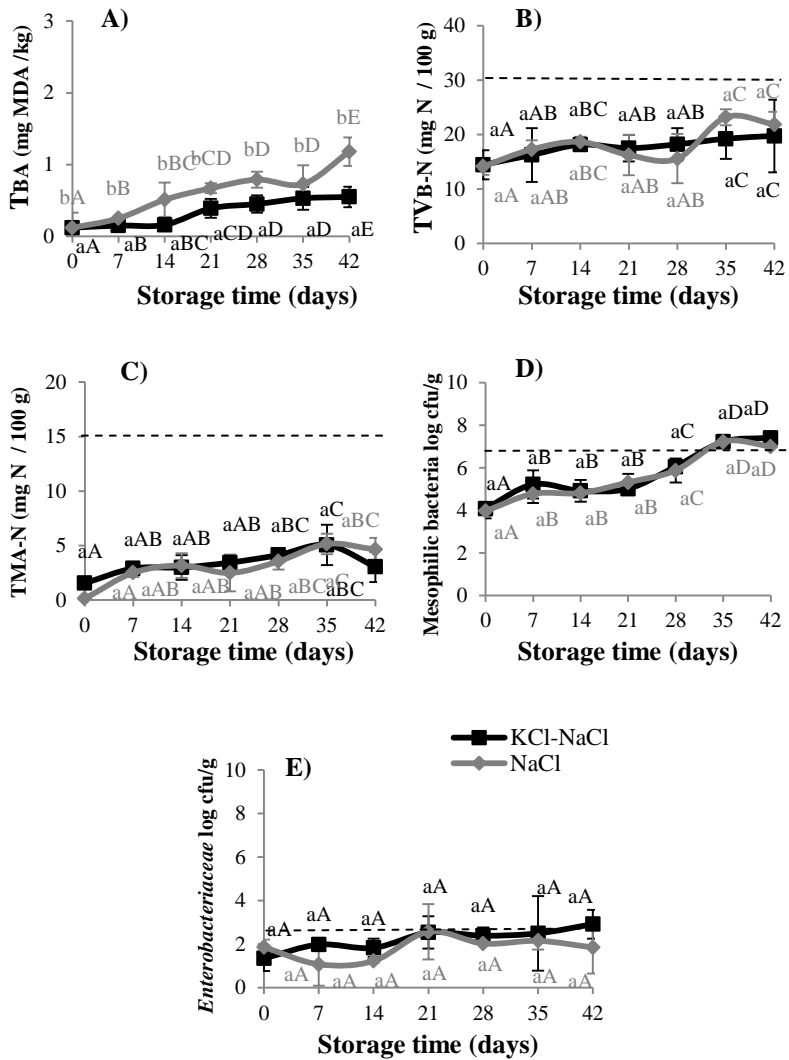 A)
TBA (mg MDA /kg)
3
2
1
0
bA bB bBC bCD bD bD bE
aA aB aBC aCD aD aD aE
0 7 14 21 28 35 42
Storage time (days)
B)
TVB-N (mg N / 100 g)
40
30
20
10
0
aA aAB aBC aAB aAB aC aC
aA aAB aBC aAB aAB aC aC
0 7 14 21 28 35 42
Storage time (days)
C)
TMA-N (mg N / 100 g)
20
15
10
5
0
aA aAB aAB aAB aBC aC aBC
aA aAB aAB aAB aBC aC aBC
0 7 14 21 28 35 42
Storage time (days)
D)
Mesophilic bacteria log cfu/g
10
8
6
4
2
0
aA aB aB aB aC aD aD
aA aB aB aB aC aD aD
0 7 14 21 28 35 42
Storage time (days)
KCl-NaCl
NaCl
E)
Enterobacteriaceae log cfu/g
10
8
6
4
2
0
aA aA aA aA aA aA aA
aA aA aA aA aA aA aA
0 7 14 21 28 35 42
Storage time (days)